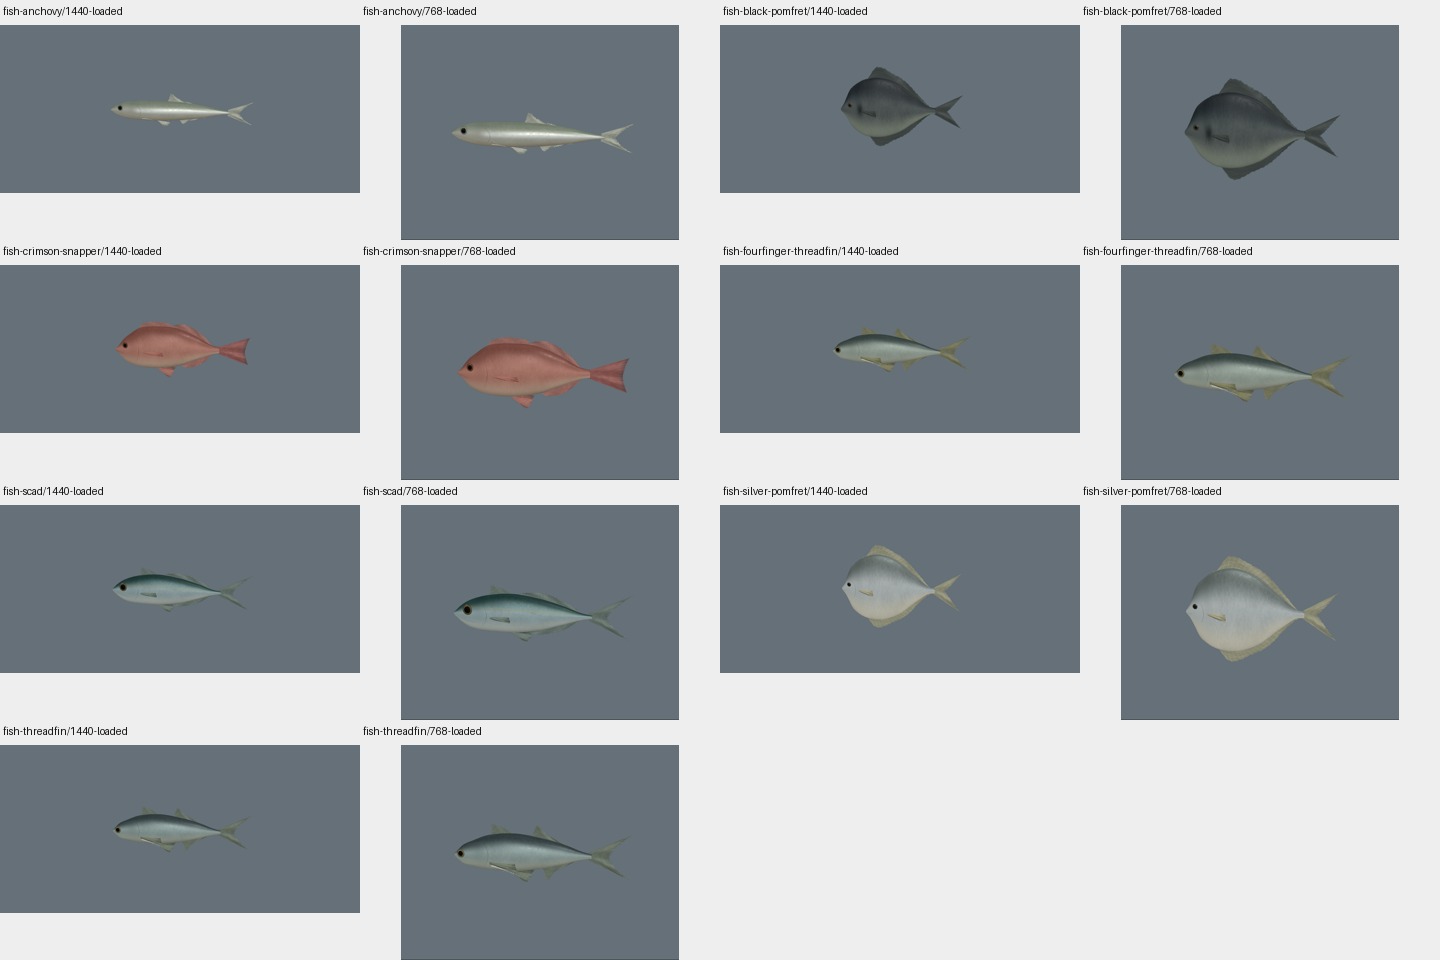 fish-anchovy/1440-loaded
fish-anchovy/768-loaded
fish-black-pomfret/1440-loaded
fish-black-pomfret/768-loaded
fish-crimson-snapper/1440-loaded
fish-crimson-snapper/768-loaded
fish-fourfinger-threadfin/1440-loaded
fish-fourfinger-threadfin/768-loaded
fish-scad/1440-loaded
fish-scad/768-loaded
fish-silver-pomfret/1440-loaded
fish-silver-pomfret/768-loaded
fish-threadfin/1440-loaded
fish-threadfin/768-loaded